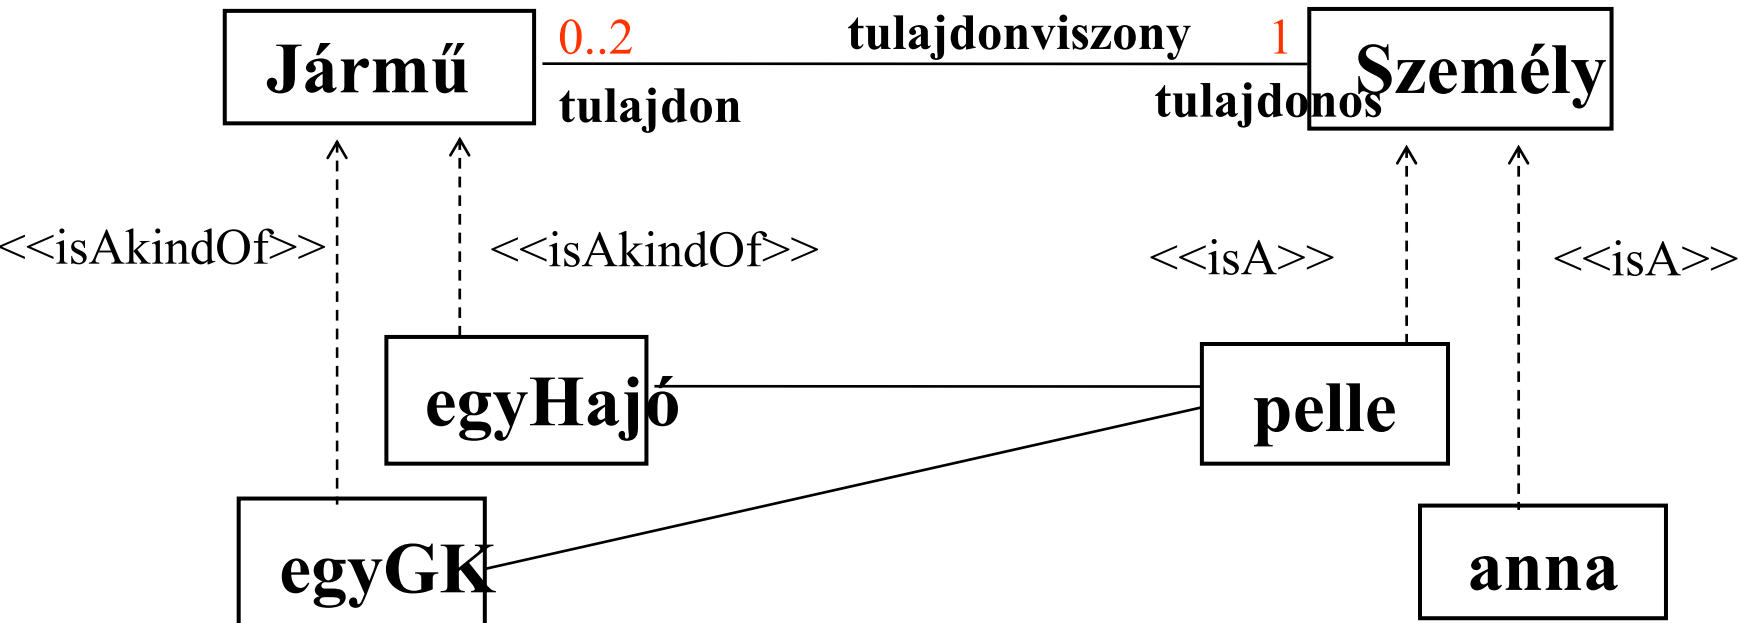 Jármű
0..2
tulajdonviszony
1
Személy
tulajdon
tulajdonos
<<isAkindOf>>
<<isAkindOf>>
<<isA>>
<<isA>>
egyHajó
pelle
egyGK
anna